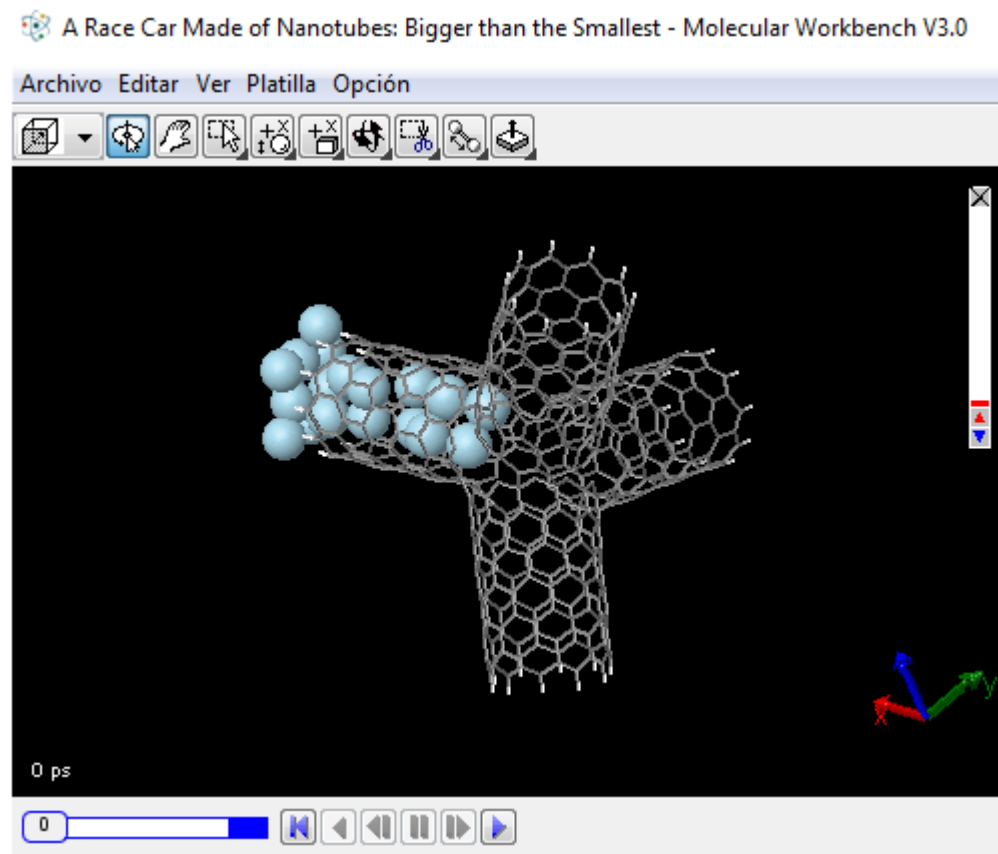 A Race Car Made of Nanotubes: Bigger than the Smallest - Molecular Workbench V3.0
Archivo Editar Ver Platilla Opción
x
y
0 ps
0